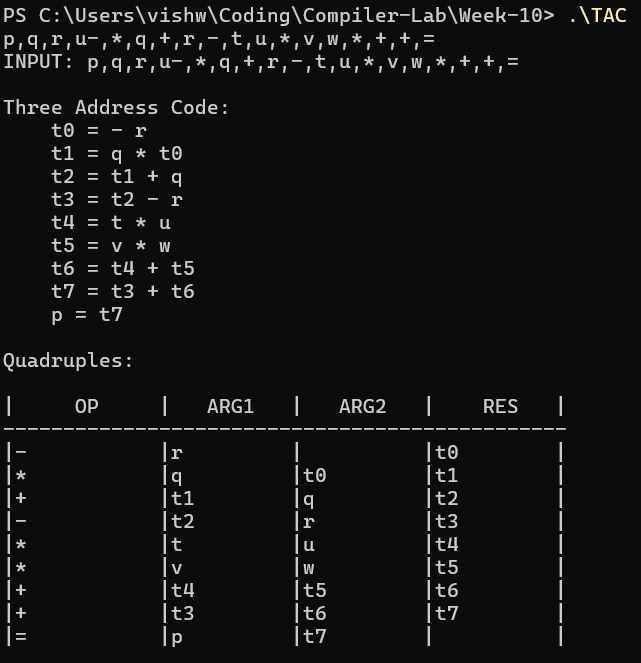 PS C:\Users\vishw\Coding\Compiler-Lab\Week-10> .\TAC
p,q,r,u-,*,q,+,r,-,t,u,*,v,w,*,+,+,=
INPUT: p,q,r,u-,*,q,+,r,-,t,u,*,v,w,*,+,+,=
Three Address Code:
t0 = - r
t1 = q * t0
t2 = t1 + q
t3 = t2 - r
t4 = t * u
t5 = v * w
t6 = t4 + t5
t7 = t3 + t6
p = t7
Quadruples:
| OP | ARG1 | ARG2 | RES |
-----------------------------------------------
|- |r | |t0 |
|* |q |t0 |t1 |
|+ |t1 |q |t2 |
|- |t2 |r |t3 |
|* |t |u |t4 |
|* |v |w |t5 |
|+ |t4 |t5 |t6 |
|+ |t3 |t6 |t7 |
|= |p |t7 | |